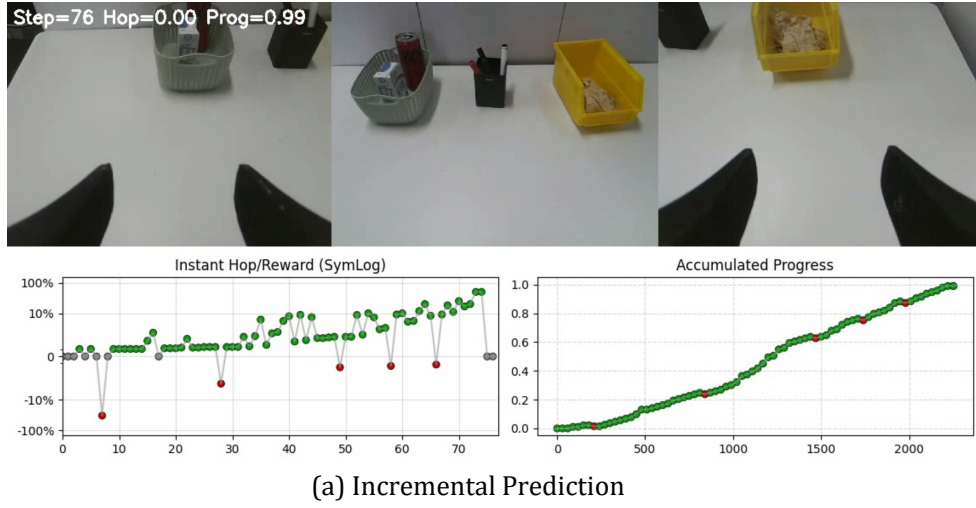 Step=76 Hop=0.00 Prog=0.99
Instant Hop/Reward (SymLog)
100%
10%
0
-10%
-100%
0 10 20 30 40 50 60 70
Accumulated Progress
1.0
0.8
0.6
0.4
0.2
0.0
0 500 1000 1500 2000
(a) Incremental Prediction